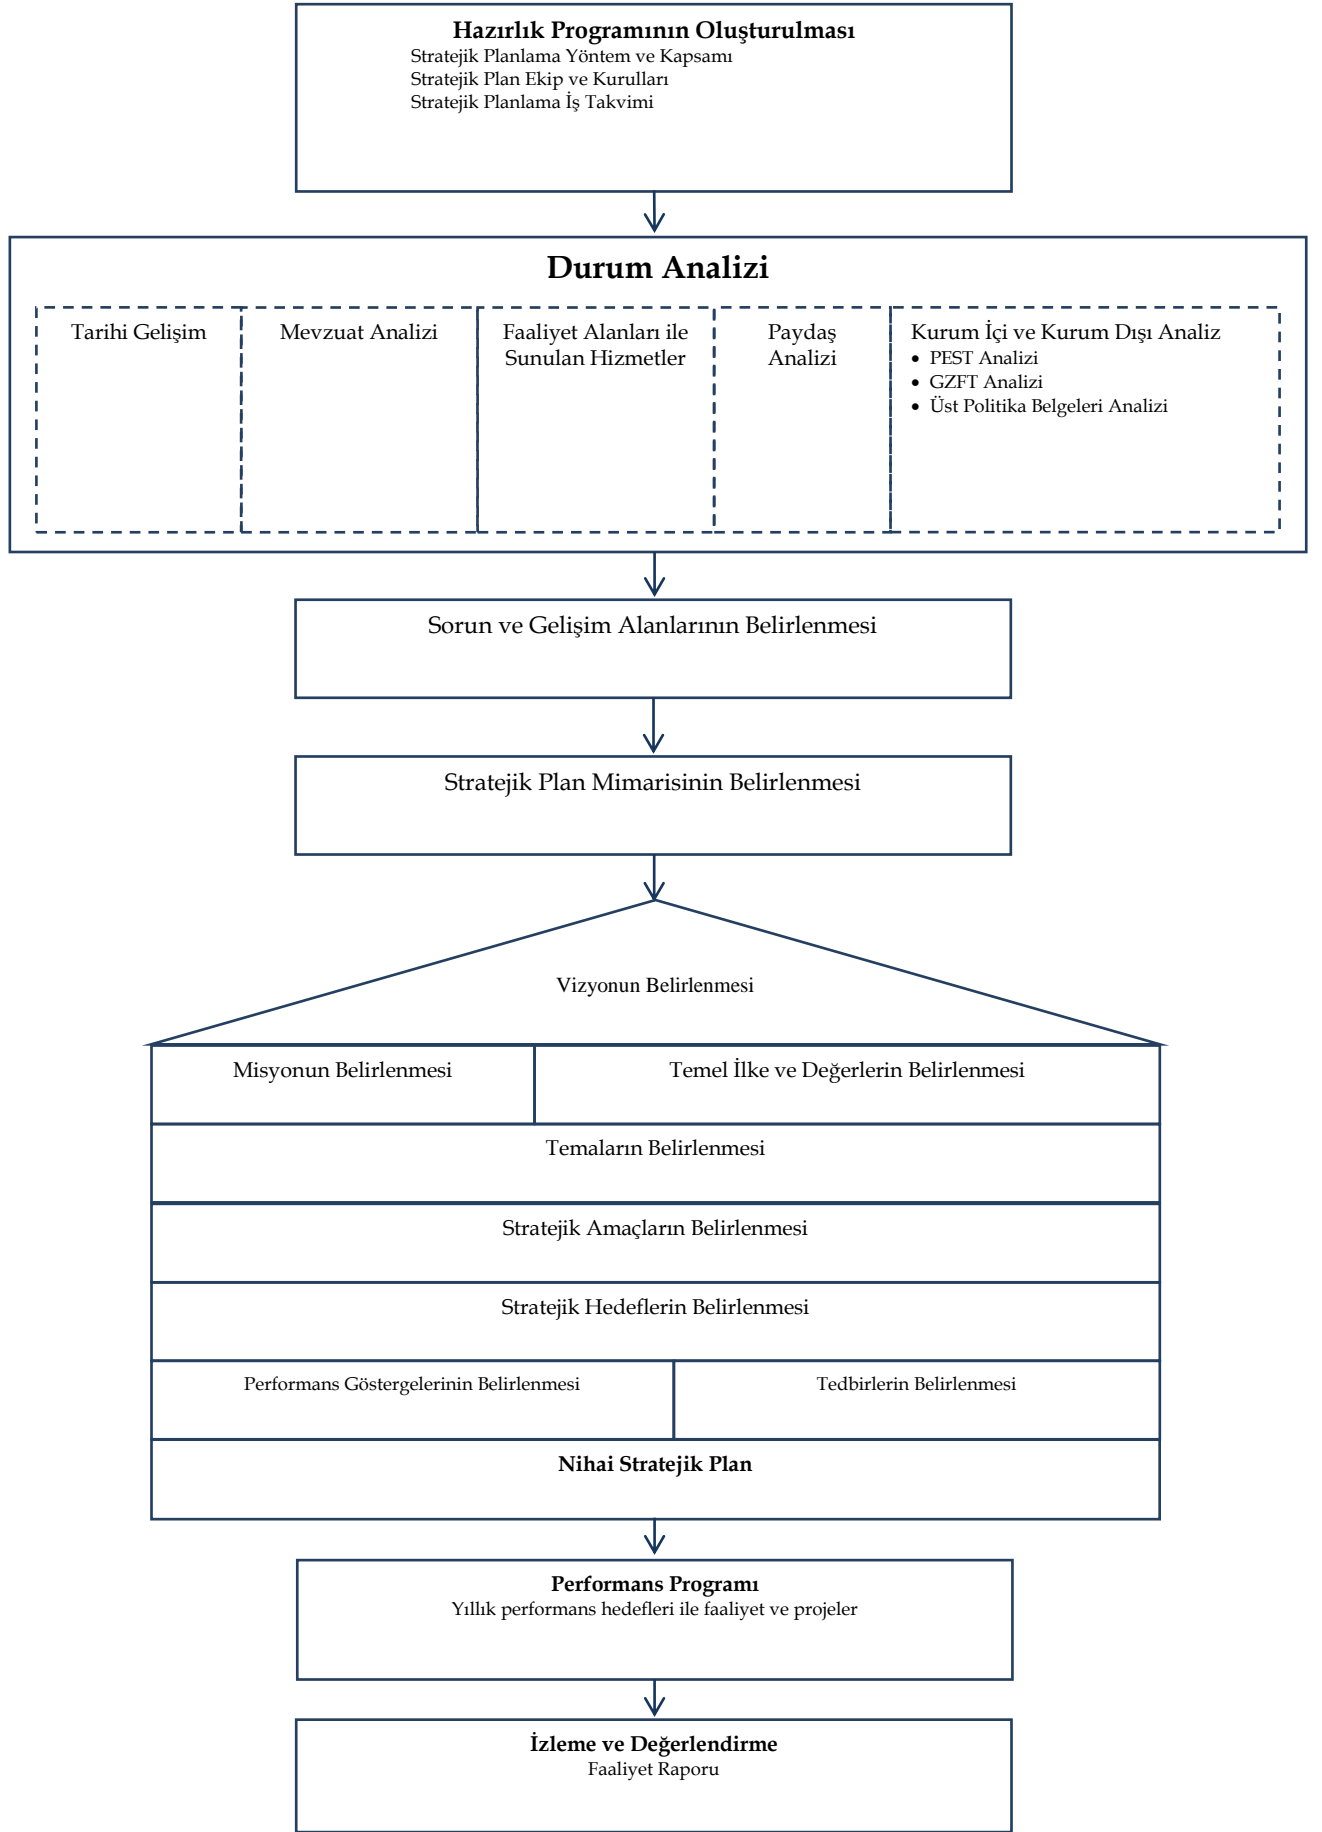 Hazırlık Programının Oluşturulması
Stratejik Planlama Yöntem ve Kapsamı
Stratejik Plan Ekip ve Kurulları
Stratejik Planlama İş Takvimi
Durum Analizi
Tarihi Gelişim
Mevzuat Analizi
Faaliyet Alanları ile
Sunulan Hizmetler
Paydaş
Analizi
Kurum İçi ve Kurum Dışı Analiz
• PEST Analizi
• GZFT Analizi
• Üst Politika Belgeleri Analizi
Sorun ve Gelişim Alanlarının Belirlenmesi
Stratejik Plan Mimarisinin Belirlenmesi
Vizyonun Belirlenmesi
Misyonun Belirlenmesi
Temel İlke ve Değerlerin Belirlenmesi
Temaların Belirlenmesi
Stratejik Amaçların Belirlenmesi
Stratejik Hedeflerin Belirlenmesi
Performans Göstergelerinin Belirlenmesi
Tedbirlerin Belirlenmesi
Nihai Stratejik Plan
Performans Programı
Yıllık performans hedefleri ile faaliyet ve projeler
İzleme ve Değerlendirme
Faaliyet Raporu